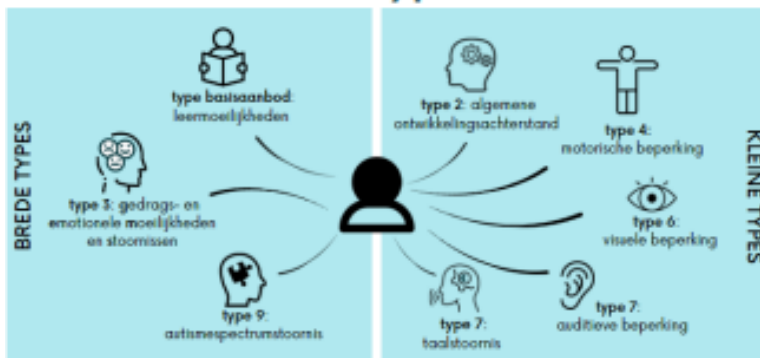 BREDE TYPES
type basisaanbod:
leermoeilijkheden
type 3: gedrags- en
emotionele moeilijkheden
en stoornissen
type 9:
autismespectrumstoornis
type 2: algemene
ontwikkelingsachterstand
type 4:
motorische beperking
type 6:
visuele beperking
type 7:
auditieve beperking
type 7:
taalstoornis
KLEINE TYPES